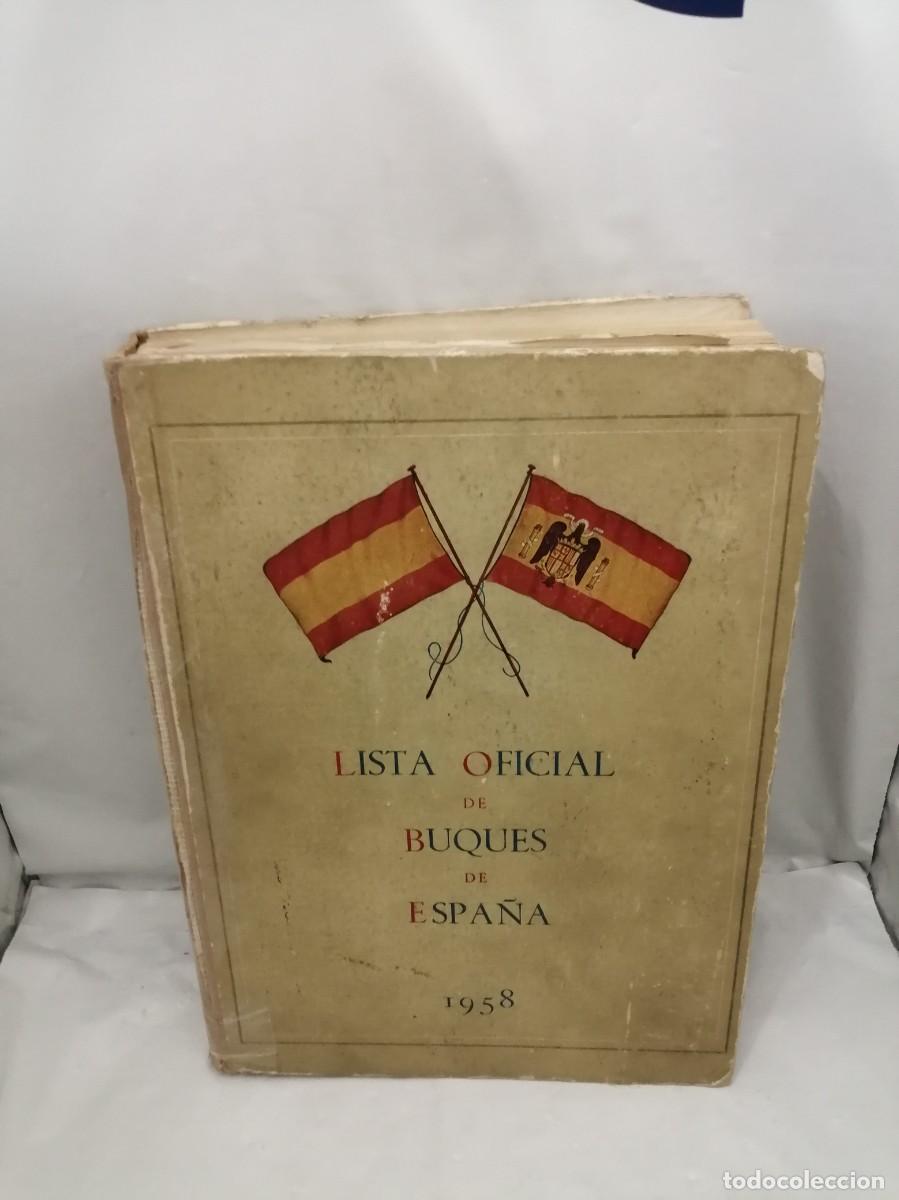 LISTA OFICIAL
DE
BUQUES
DE
ESPAÑA
1958
todocoleccion